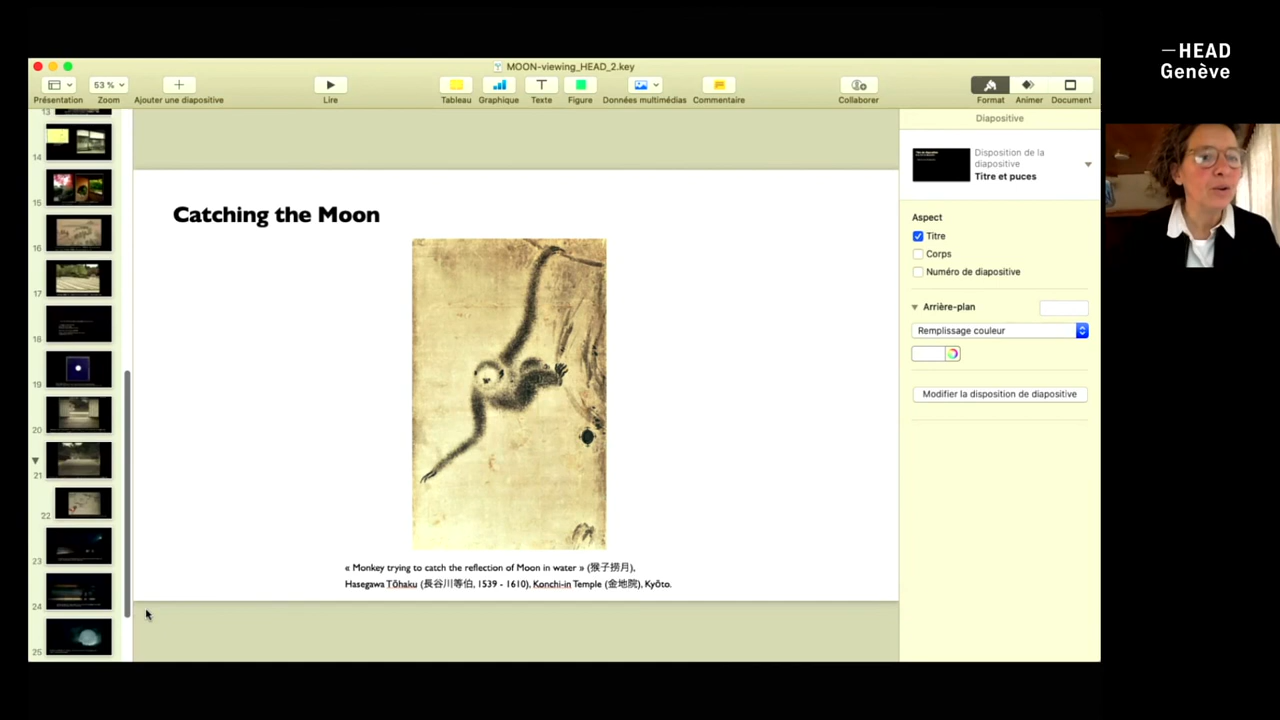 MOON-viewing_HEAD_2.key
53 %
Présentation
Zoom
Ajouter une diapositive
Lire
Tableau
Graphique
Texte
Figure
Données multimédias
Commentaire
Collaborer
Format
Animer
Document
—HEAD
Genève
13
14
15
16
17
18
19
20
21
22
23
24
25
Catching the Moon
« Monkey trying to catch the reflection of Moon in water » (猴子捞月),
Hasegawa Tōhaku (長谷川等伯, 1539 - 1610), Konchi-in Temple (金地院), Kyōto.
Diapositive
Disposition de la
diapositive
Titre et puces
Aspect
Titre
Corps
Numéro de diapositive
Arrière-plan
Remplissage couleur
Modifier la disposition de diapositive